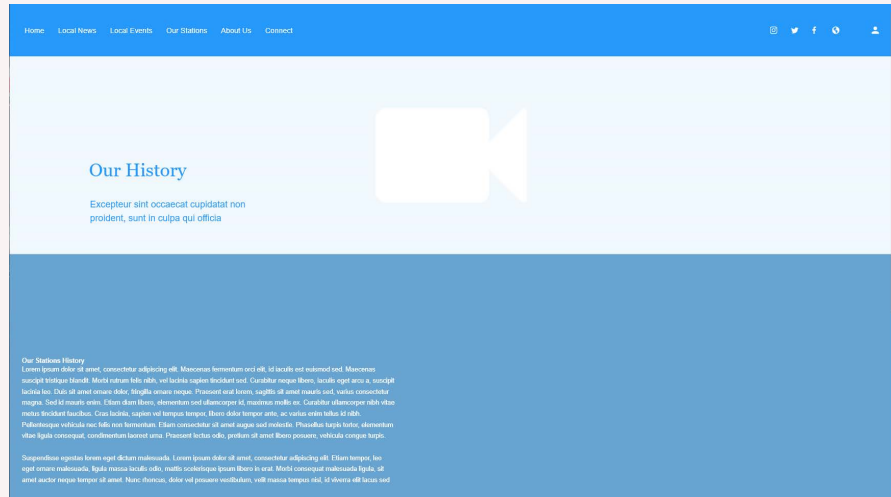 Home Local News Local Events Our Stations About Us Connect
Our History
Excepteur sint occaecat cupidatat non
proident, sunt in culpa qui officia
Our Stations History
Lorem ipsum dolor sit amet, consectetur adipiscing elit. Maecenas fermentum orci elit, id iaculis est euismod sed. Maecenas
suscipit tristique blandit. Morbi rutrum felis nibh, vel lacinia sapien tincidunt sed. Curabitur neque libero, iaculis eget arcu a, suscipit
lacinia leo. Duis sit amet ornare dolor, fringilla ornare neque. Praesent erat lorem, sagittis sit amet mauris sed, varius consectetur
magna. Sed id mauris enim. Etiam diam libero, elementum sed ullamcorper id, maximus mollis ex. Curabitur ullamcorper nibh vitae
metus tincidunt faucibus. Cras lacinia, sapien vel tempus tempor, libero dolor tempor ante, ac varius enim tellus id nibh.
Pellentesque vehicula nec felis non fermentum. Etiam consectetur sit amet augue sed molestie. Phasellus turpis tortor, elementum
vitae ligula consequat, condimentum laoreet urna. Praesent lectus odio, pretium sit amet libero posuere, vehicula congue turpis.
Suspendisse egestas lorem eget dictum malesuada. Lorem ipsum dolor sit amet, consectetur adipiscing elit. Etiam tempor, leo
eget ornare malesuada, ligula massa iaculis odio, mattis scelerisque ipsum libero in erat. Morbi consequat malesuada ligula, sit
amet auctor neque tempor sit amet. Nunc rhoncus, dolor vel posuere vestibulum, velit massa tempus nisl, id viverra elit lacus sed